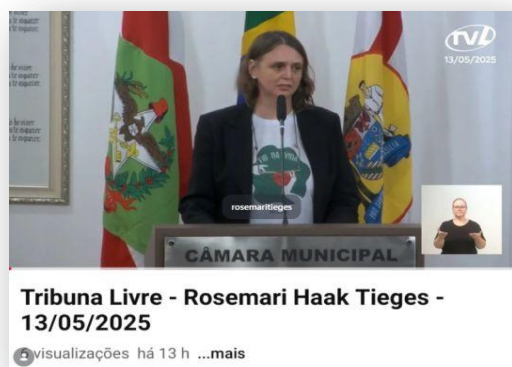 tvL
13/05/2025
rosemaritieges
CÂMARA MUNICIPAL
Tribuna Livre - Rosemari Haak Tieges -
13/05/2025
6 visualizações há 13 h ...mais